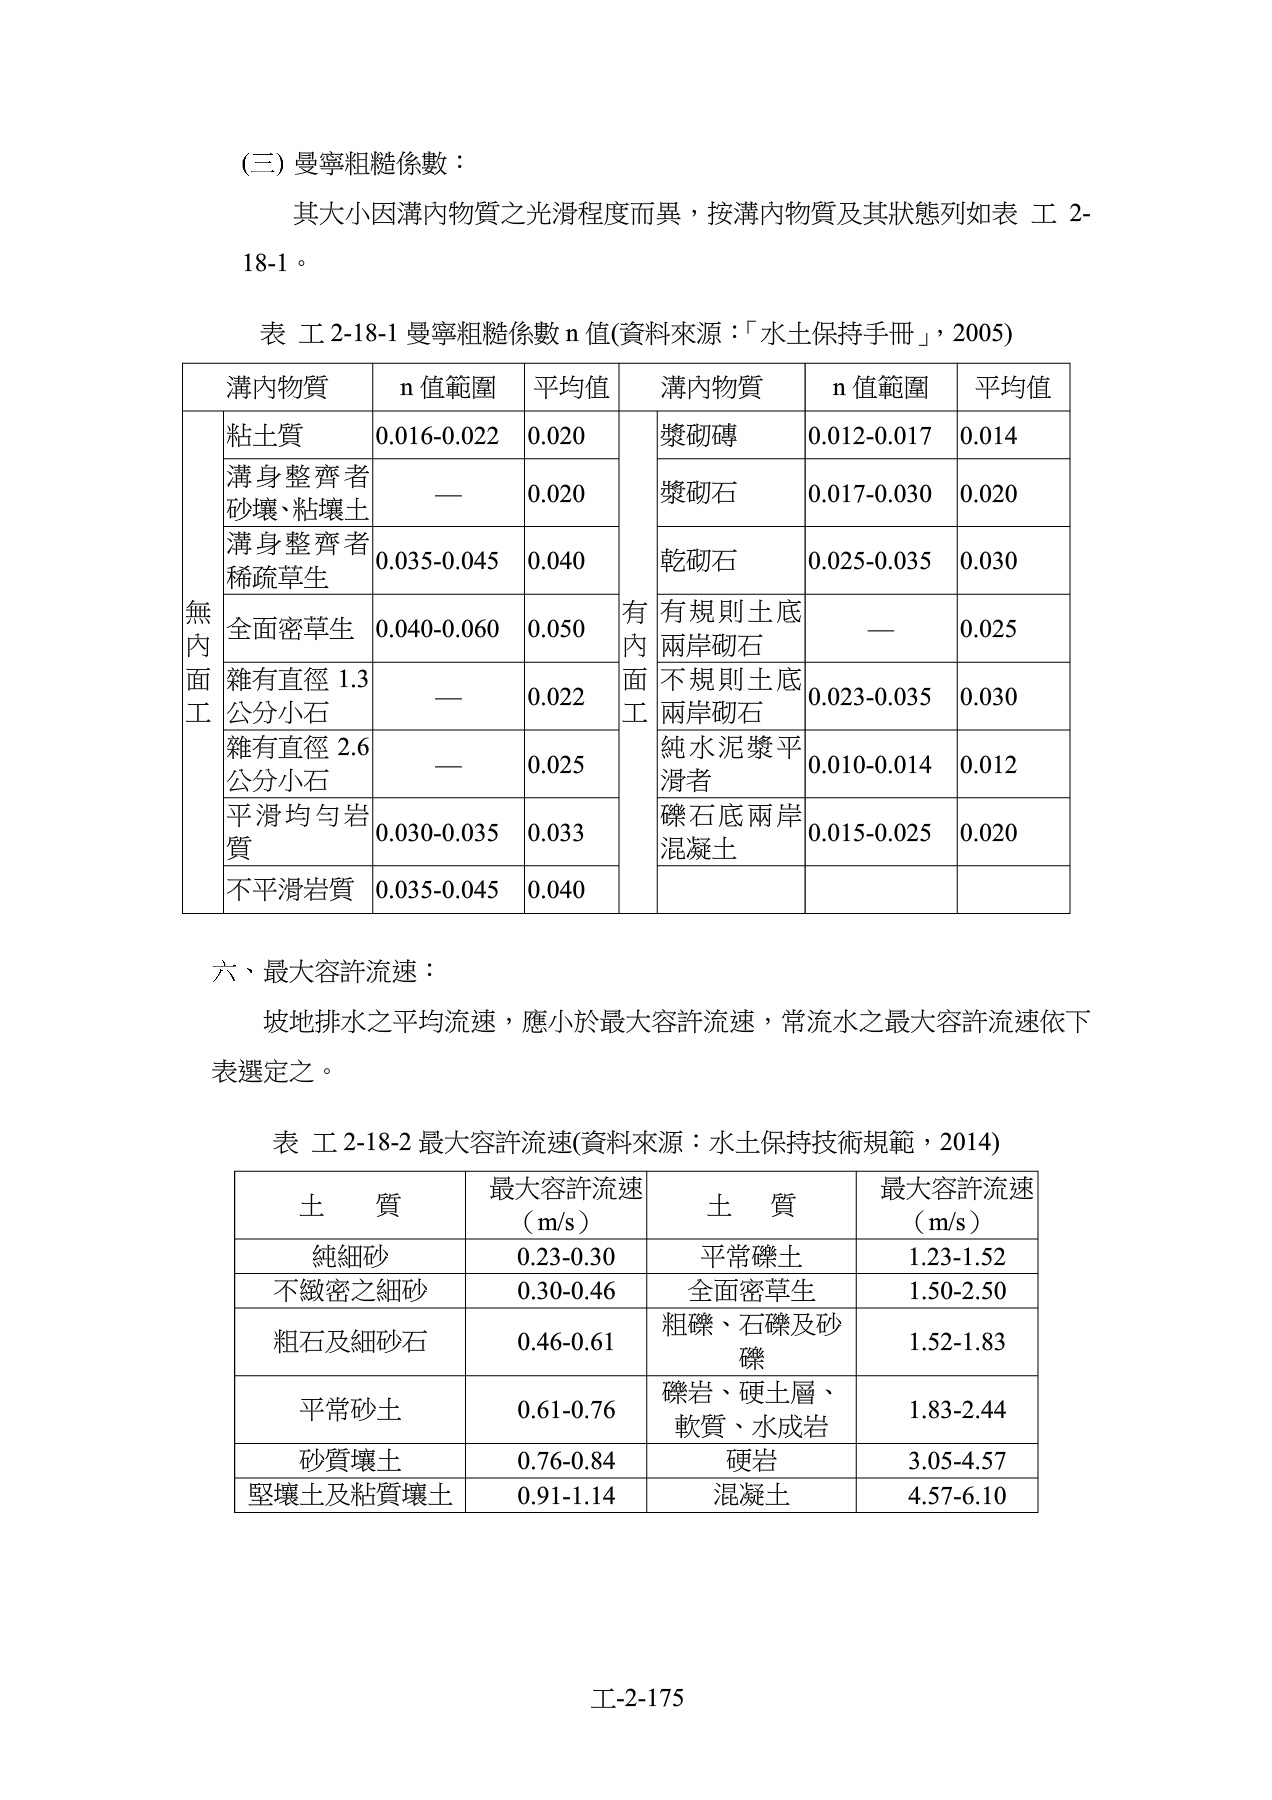 (三) 曼寧粗糙係數：
其大小因溝內物質之光滑程度而異，按溝內物質及其狀態列如表 工 2-
18-1。
表 工 2-18-1 曼寧粗糙係數 n 值(資料來源：「水土保持手冊」，2005)
溝內物質 n 值範圍 平均值 溝內物質 n 值範圍 平均值
無內面工 有內面工
粘土質 0.016-0.022 0.020 漿砌磚 0.012-0.017 0.014
溝身整齊者
砂壤、粘壤土 — 0.020 漿砌石 0.017-0.030 0.020
溝身整齊者
稀疏草生 0.035-0.045 0.040 乾砌石 0.025-0.035 0.030
全面密草生 0.040-0.060 0.050 有規則土底
兩岸砌石 — 0.025
雜有直徑 1.3
公分小石 — 0.022 不規則土底
兩岸砌石 0.023-0.035 0.030
雜有直徑 2.6
公分小石 — 0.025 純水泥漿平
滑者 0.010-0.014 0.012
平滑均勻岩
質 0.030-0.035 0.033 礫石底兩岸
混凝土 0.015-0.025 0.020
不平滑岩質 0.035-0.045 0.040
六、最大容許流速：
坡地排水之平均流速，應小於最大容許流速，常流水之最大容許流速依下
表選定之。
表 工 2-18-2 最大容許流速(資料來源：水土保持技術規範，2014)
土 質 最大容許流速
（m/s） 土 質 最大容許流速
（m/s）
純細砂 0.23-0.30 平常礫土 1.23-1.52
不緻密之細砂 0.30-0.46 全面密草生 1.50-2.50
粗石及細砂石 0.46-0.61 粗礫、石礫及砂
礫 1.52-1.83
平常砂土 0.61-0.76 礫岩、硬土層、
軟質、水成岩 1.83-2.44
砂質壤土 0.76-0.84 硬岩 3.05-4.57
堅壤土及粘質壤土 0.91-1.14 混凝土 4.57-6.10
工-2-175